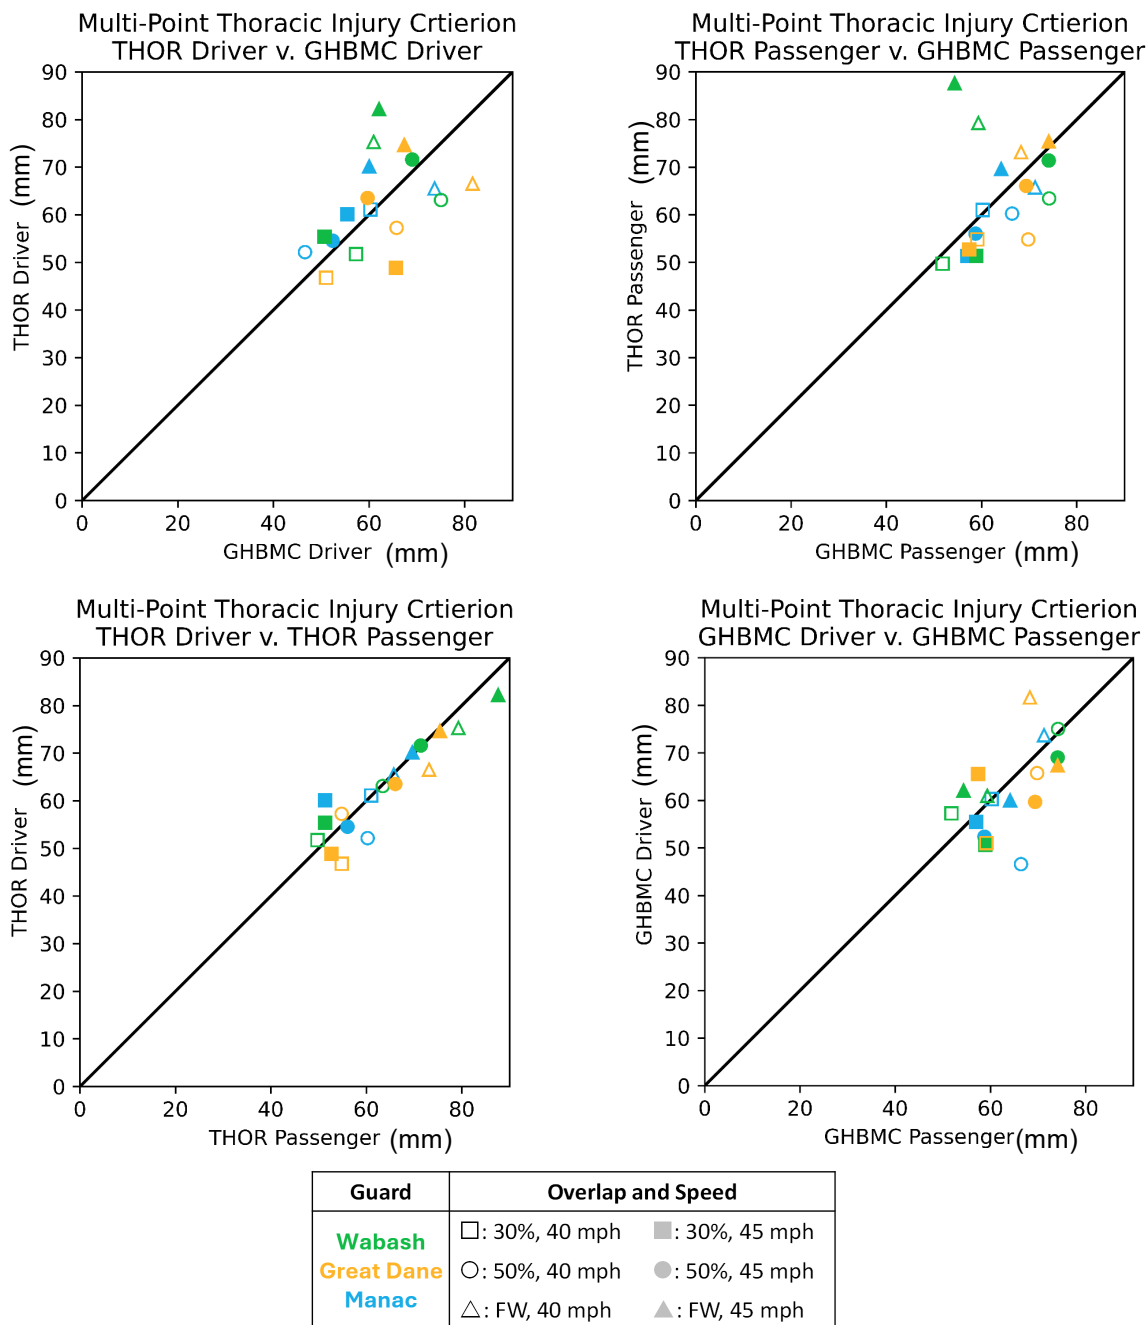 Multi-Point Thoracic Injury Crtierion
THOR Driver v. GHBMC Driver
90
80
70
60
50
40
30
20
10
0
THOR Driver (mm)
0 20 40 60 80
GHBMC Driver (mm)
Multi-Point Thoracic Injury Crtierion
THOR Passenger v. GHBMC Passenger
90
80
70
60
50
40
30
20
10
0
THOR Passenger (mm)
0 20 40 60 80
GHBMC Passenger (mm)
Multi-Point Thoracic Injury Crtierion
THOR Driver v. THOR Passenger
90
80
70
60
50
40
30
20
10
0
THOR Driver (mm)
0 20 40 60 80
THOR Passenger (mm)
Multi-Point Thoracic Injury Crtierion
GHBMC Driver v. GHBMC Passenger
90
80
70
60
50
40
30
20
10
0
GHBMC Driver (mm)
0 20 40 60 80
GHBMC Passenger (mm)
Guard Overlap and Speed
Wabash
Great Dane
Manac
: 30%, 40 mph : 30%, 45 mph
: 50%, 40 mph : 50%, 45 mph
: FW, 40 mph : FW, 45 mph